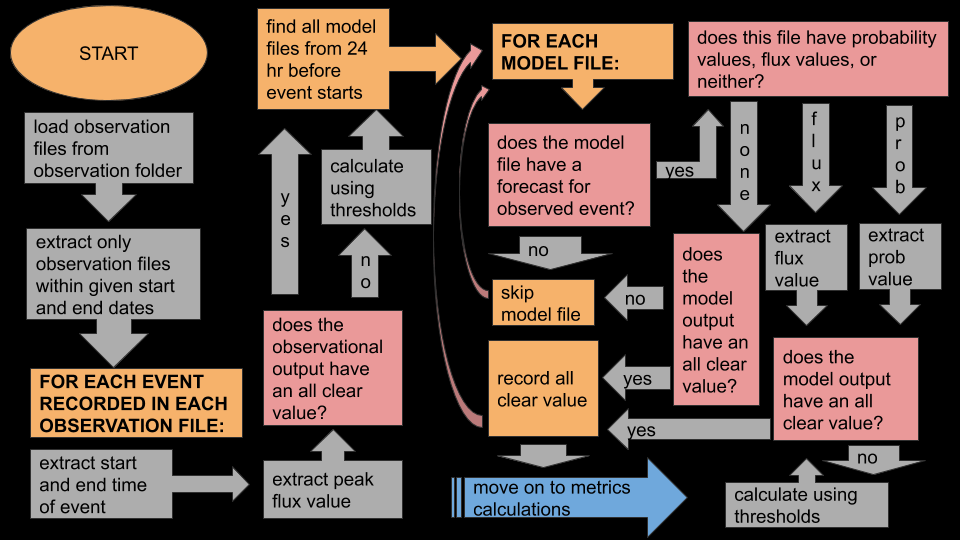 START
load observation
files from
observation folder
extract only
observation files
within given start
and end dates
FOR EACH EVENT
RECORDED IN EACH
OBSERVATION FILE:
extract start
and end time
of event
extract peak
flux value
does the
observational
output have
an all clear
value?
yes
no
calculate
using
thresholds
find all model
files from 24
hr before
event starts
FOR EACH
MODEL FILE:
does the model
file have a
forecast for
observed event?
yes
no
skip
model file
does this file have probability
values, flux values, or
neither?
none
flux
prob
extract
flux
value
extract
prob
value
does
the
model
output
have an
all clear
value?
no
yes
record all
clear value
does the
model output
have an all
clear value?
yes
no
calculate using
thresholds
move on to metrics
calculations